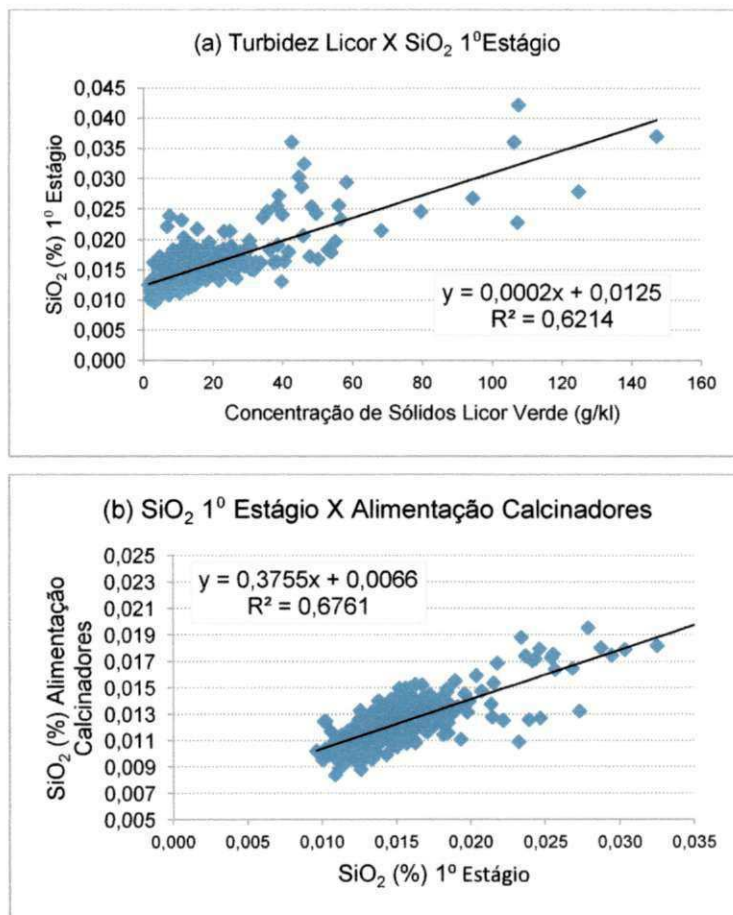 (a) Turbidez Licor X SiO₂ 1⁰Estágio
SiO₂ (%) 1⁰ Estágio
0,045
0,040
0,035
0,030
0,025
0,020
0,015
0,010
0,005
0,000
y = 0,0002x + 0,0125
R² = 0,6214
0 20 40 60 80 100 120 140 160
Concentração de Sólidos Licor Verde (g/kl)
(b) SiO₂ 1⁰ Estágio X Alimentação Calcinadores
SiO₂ (%) Alimentação
Calcinadores
0,025
0,023
0,021
0,019
0,017
0,015
0,013
0,011
0,009
0,007
0,005
y = 0,3755x + 0,0066
R² = 0,6761
0,000 0,005 0,010 0,015 0,020 0,025 0,030 0,035
SiO₂ (%) 1º Estágio